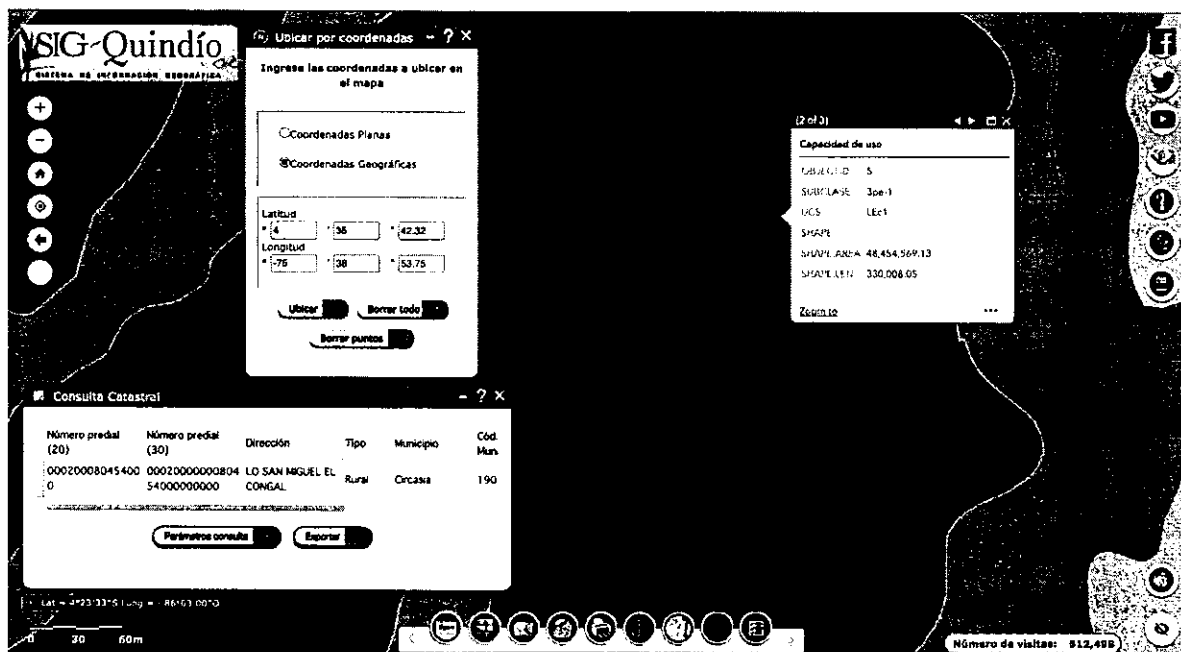 SIG-Quindío
SISTEMA DE INFORMACIÓN GEOGRÁFICA
Ubicar por coordenadas - ? ×
Ingrese las coordenadas a ubicar en
el mapa
Coordenadas Planas
Coordenadas Geográficas
Latitud
* 4 * 35 * 42.32
Longitud
* -75 * 38 * 53.75
Ubicar
Borrar todo
Borrar puntos
(2 of 3)
Capacidad de uso
OBJECTID 5
SUBCLASE 3pe-1
UCS LEc1
SHAPE
SHAPE.AREA 48,454,569.13
SHAPE.LEN 330,008.05
Zoom to ...
Consulta Catastral - ? ×
Número predial (20) Número predial (30) Dirección Tipo Municipio Cód. Mun.
00020008045400 00020000000804 LO SAN MIGUEL EL Rural Circasia 190
0 54000000000 CONGAL
Parámetros consulta
Exportar
0 30 60m
Número de visitas: 512,498